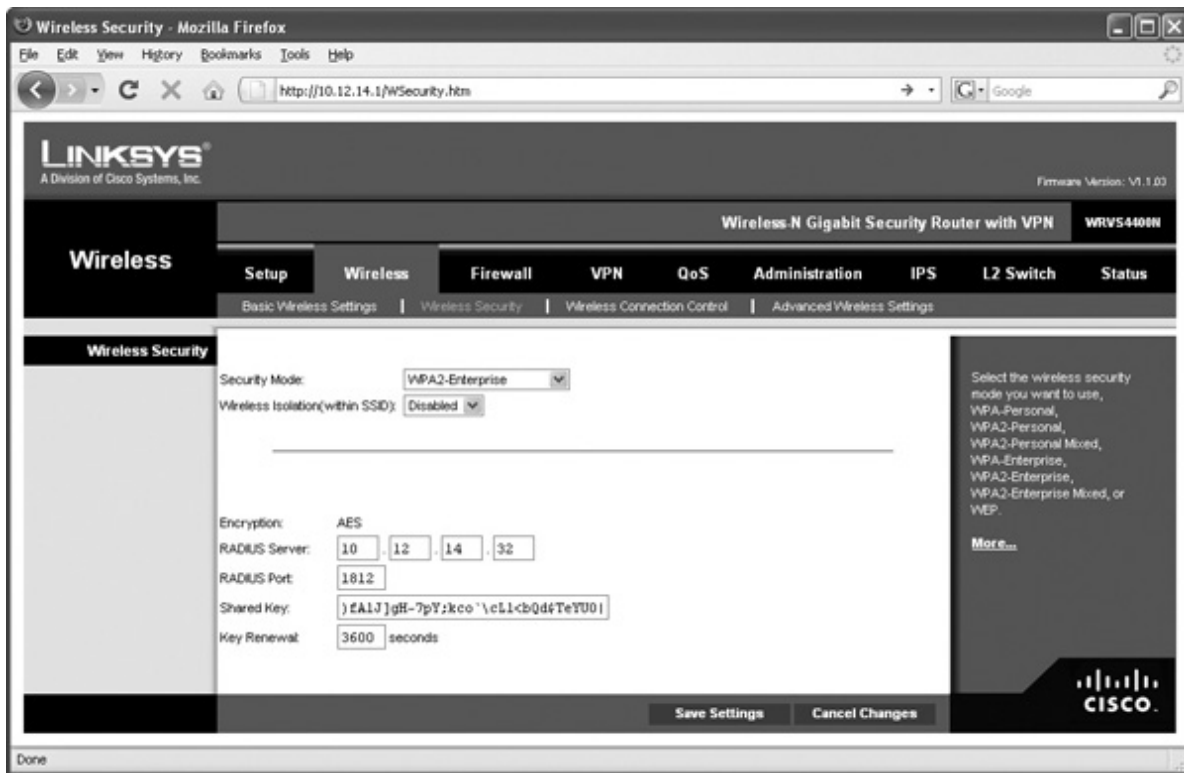 Wireless Security - Mozilla Firefox
File Edit View History Bookmarks Tools Help
http://10.12.14.1/WSecurity.htm
Google
LINKSYS®
A Division of Cisco Systems, Inc.
Firmware Version: V1.1.03
Wireless-N Gigabit Security Router with VPN WRVS4400N
Wireless
Setup Wireless Firewall VPN QoS Administration IPS L2 Switch Status
Basic Wireless Settings | Wireless Security | Wireless Connection Control | Advanced Wireless Settings
Wireless Security
Security Mode: WPA2-Enterprise
Wireless Isolation(within SSID): Disabled
Encryption: AES
RADIUS Server: 10 . 12 . 14 . 32
RADIUS Port: 1812
Shared Key: )fAlJ]gH-7pY;kco`\cLl<bQd&TeYU0|
Key Renewal: 3600 seconds
Select the wireless security
mode you want to use,
WPA-Personal,
WPA2-Personal,
WPA2-Personal Mixed,
WPA-Enterprise,
WPA2-Enterprise,
WPA2-Enterprise Mixed, or
WEP.
More...
Save Settings Cancel Changes
CISCO.
Done